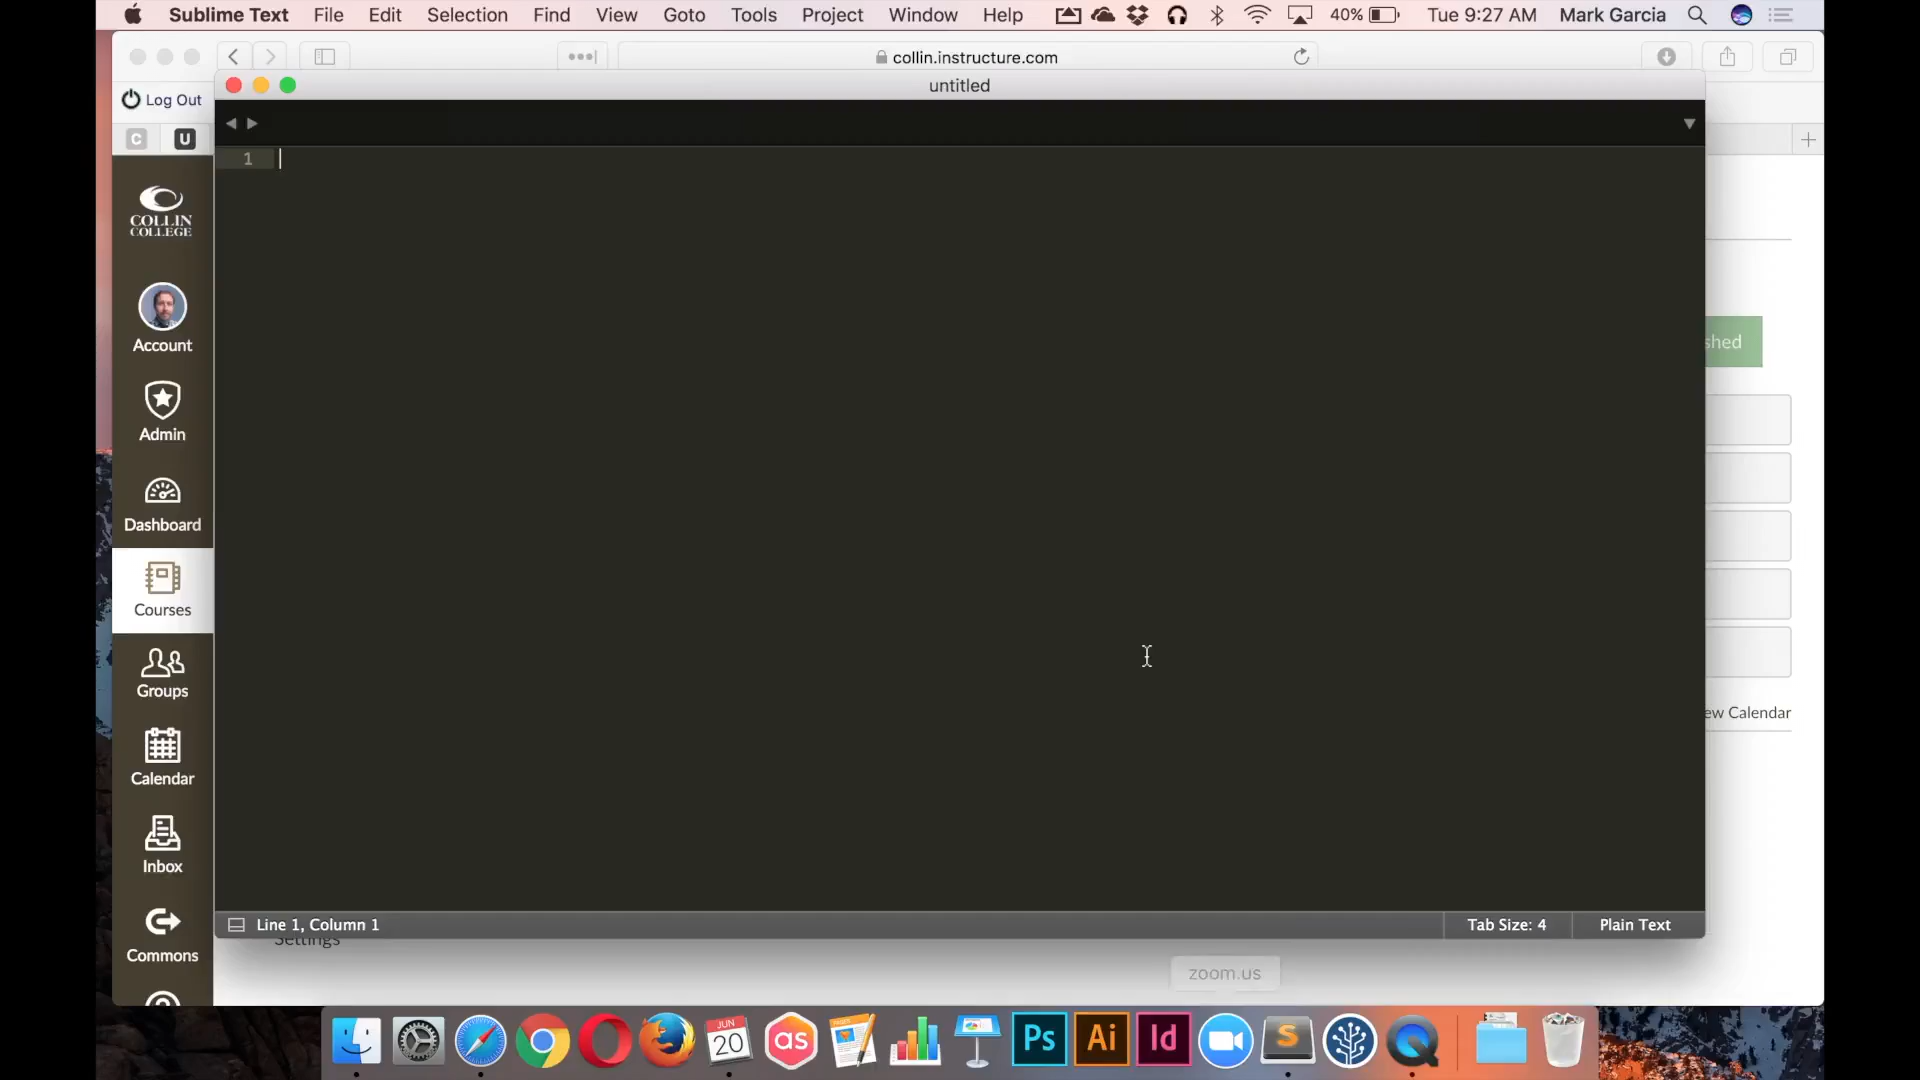 Sublime Text File Edit Selection Find View Goto Tools Project Window Help 40% Tue 9:27 AM Mark Garcia
collin.instructure.com
untitled
Log Out
C U
1
COLLIN
COLLEGE
Account
shed
Admin
Dashboard
Courses
Groups
ew Calendar
Calendar
Inbox
Line 1, Column 1 Tab Size: 4 Plain Text
Settings
Commons
zoom.us
JUN
20
as
Ps
Ai
Id
S